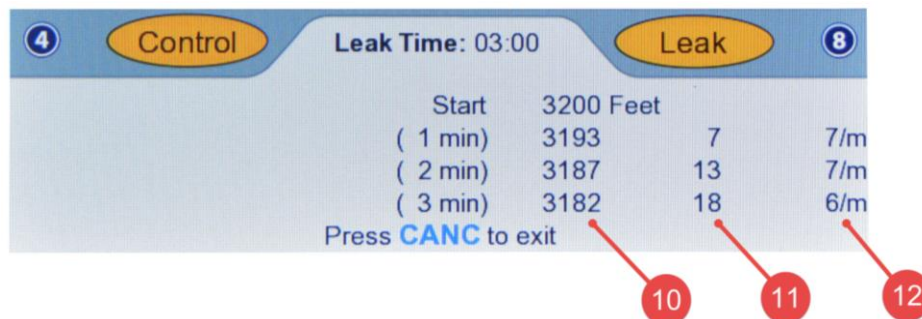 4 Control Leak Time: 03:00 Leak 8
Start 3200 Feet
( 1 min) 3193 7 7/m
( 2 min) 3187 13 7/m
( 3 min) 3182 18 6/m
Press CANC to exit
10 11 12